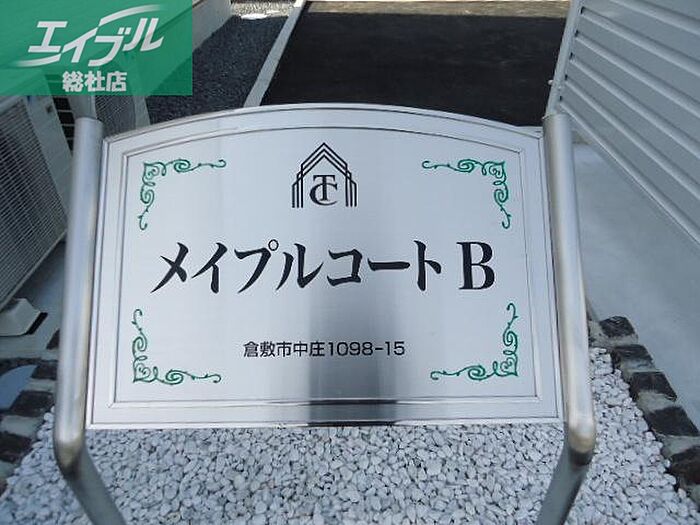 エイブル
総社店
TC
メイプルコート B
倉敷市中庄1098-15